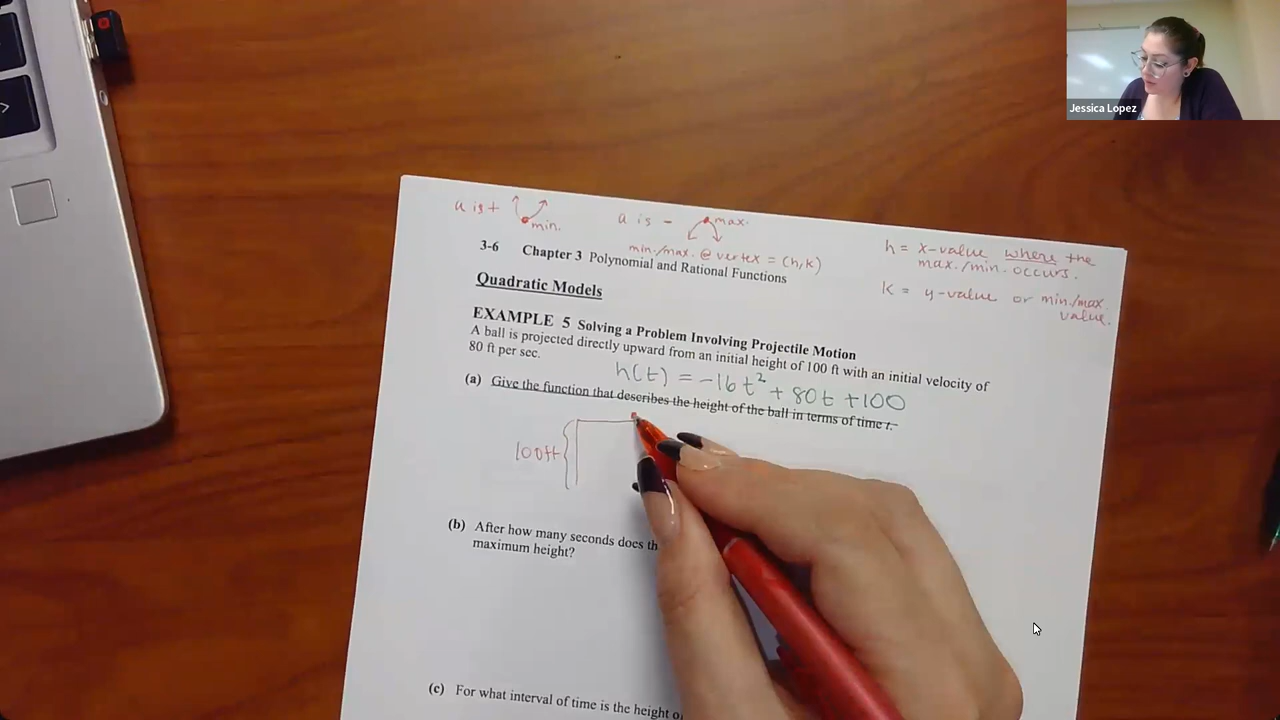 Jessica Lopez
a is + min.
a is - max.
3-6 Chapter 3 Polynomial and Rational Functions
min./max. @ vertex = (h,k)
h = x-value where the
max./min. occurs.
k = y-value or min./max.
value.
Quadratic Models
EXAMPLE 5 Solving a Problem Involving Projectile Motion
A ball is projected directly upward from an initial height of 100 ft with an initial velocity of
80 ft per sec.
h(t) = -16t² + 80t + 100
(a) Give the function that describes the height of the ball in terms of time t.
100ft
(b) After how many seconds does th
maximum height?
(c) For what interval of time is the height o